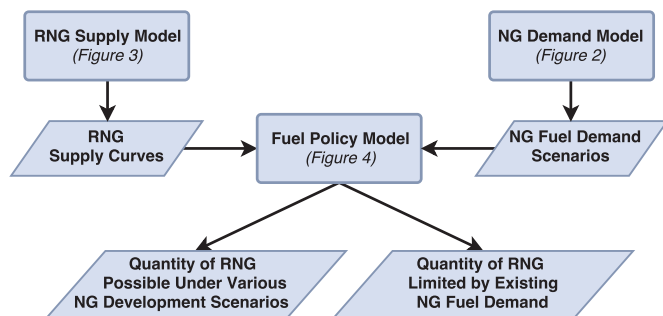 RNG Supply Model
(Figure 3)
NG Demand Model
(Figure 2)
RNG
Supply Curves
Fuel Policy Model
(Figure 4)
NG Fuel Demand
Scenarios
Quantity of RNG
Possible Under Various
NG Development Scenarios
Quantity of RNG
Limited by Existing
NG Fuel Demand